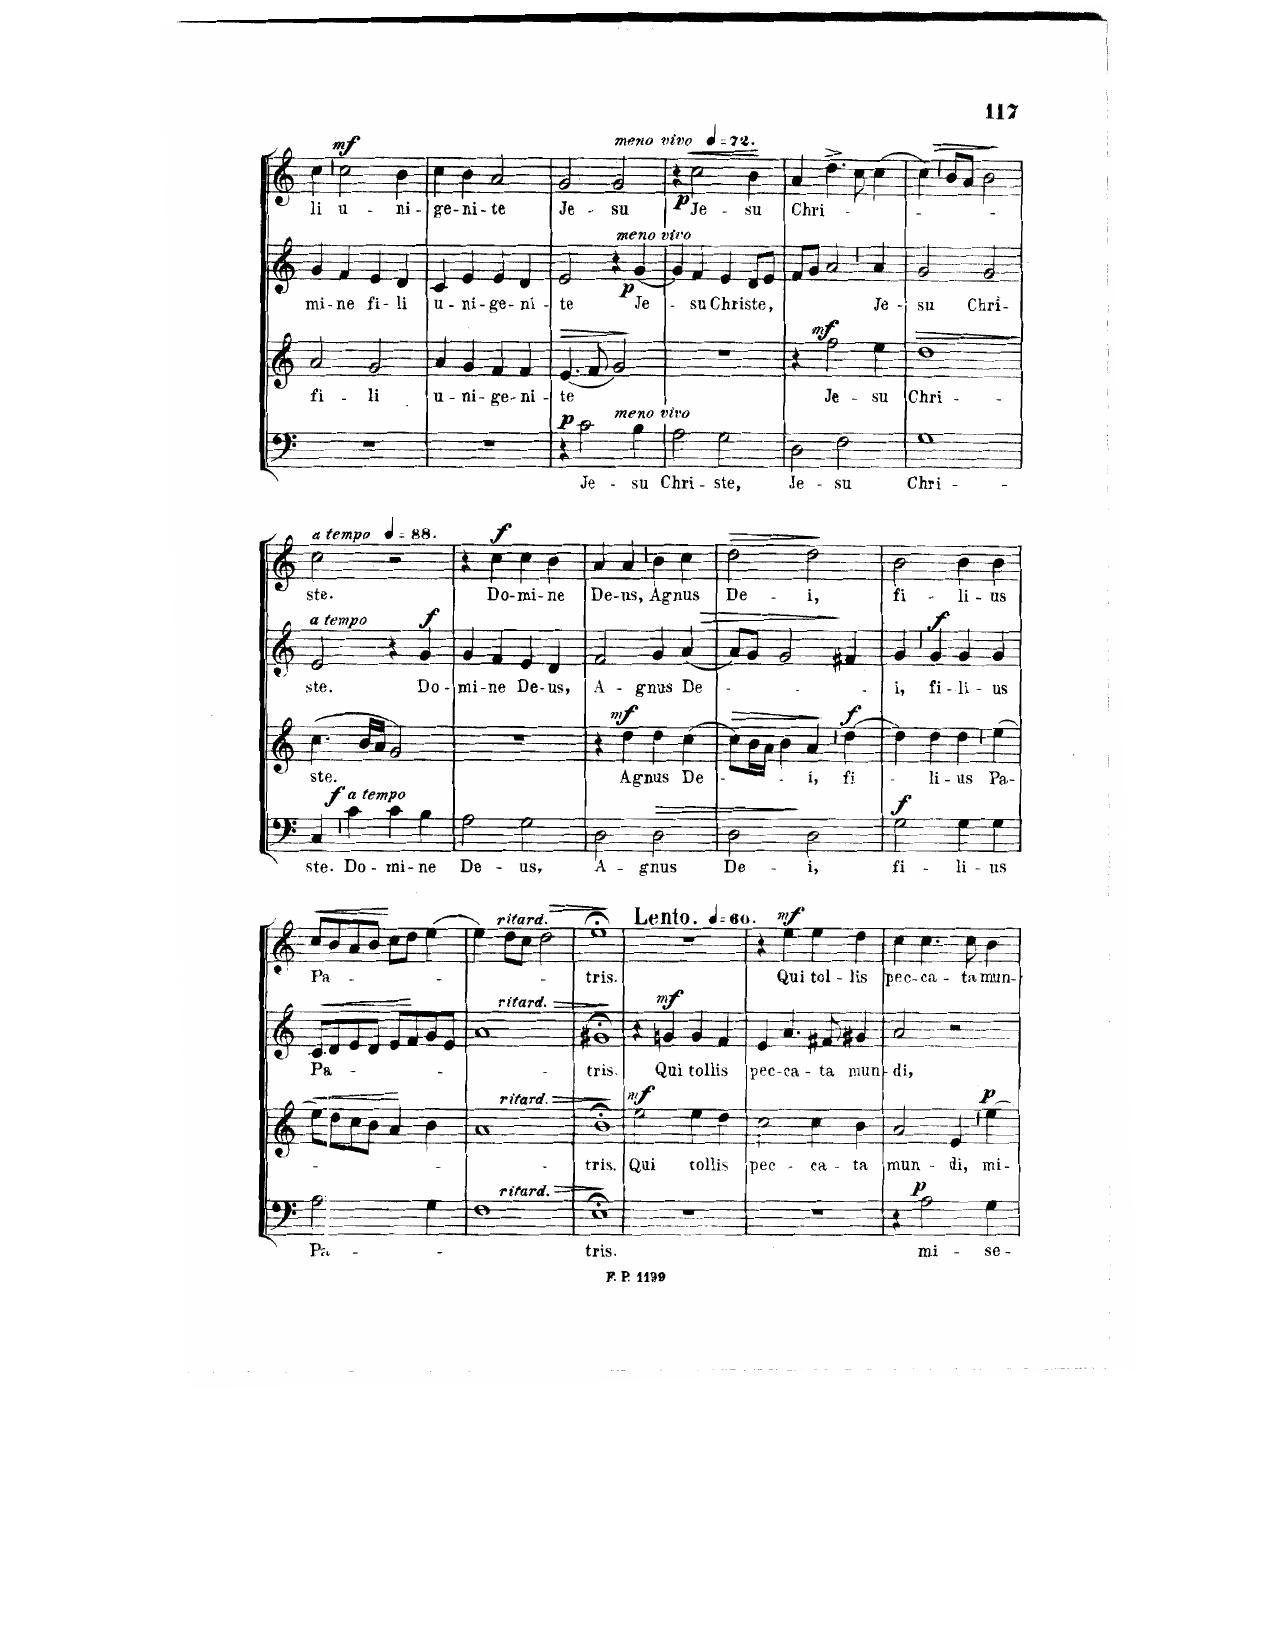 117
mf meno vivo = 72.
p
li u - ni - ge - ni - te Je - su Je - su Chri - - -
meno vivo
p
mi - ne fi - li u - ni - ge - ni - te Je - su Christe, Je - su Chri -
mf
fi - li u - ni - ge - ni - te Je - su Chri - -
p meno vivo
Je - su Chri - ste, Je - su Chri - -
a tempo = 88. f
ste. Do - mi - ne De - us, Agnus De - i, fi - li - us
a tempo f f
ste. Do - mi - ne De - us, A - gnus De - - - i, fi - li - us
mf f
ste. Agnus De - - i, fi - li - us Pa -
f a tempo f
ste. Do - mi - ne De - us, A - gnus De - i, fi - li - us
ritard. Lento. = 60. mf
Pa - - - tris. Qui tol - lis pec - ca - ta mun -
ritard. mf
Pa - - - tris. Qui tollis pec - ca - ta mun - di,
ritard. mf p
- - - tris. Qui tollis pec - ca - ta mun - di, mi -
ritard. p
Pa - - tris. mi - se -
F. P. 1199